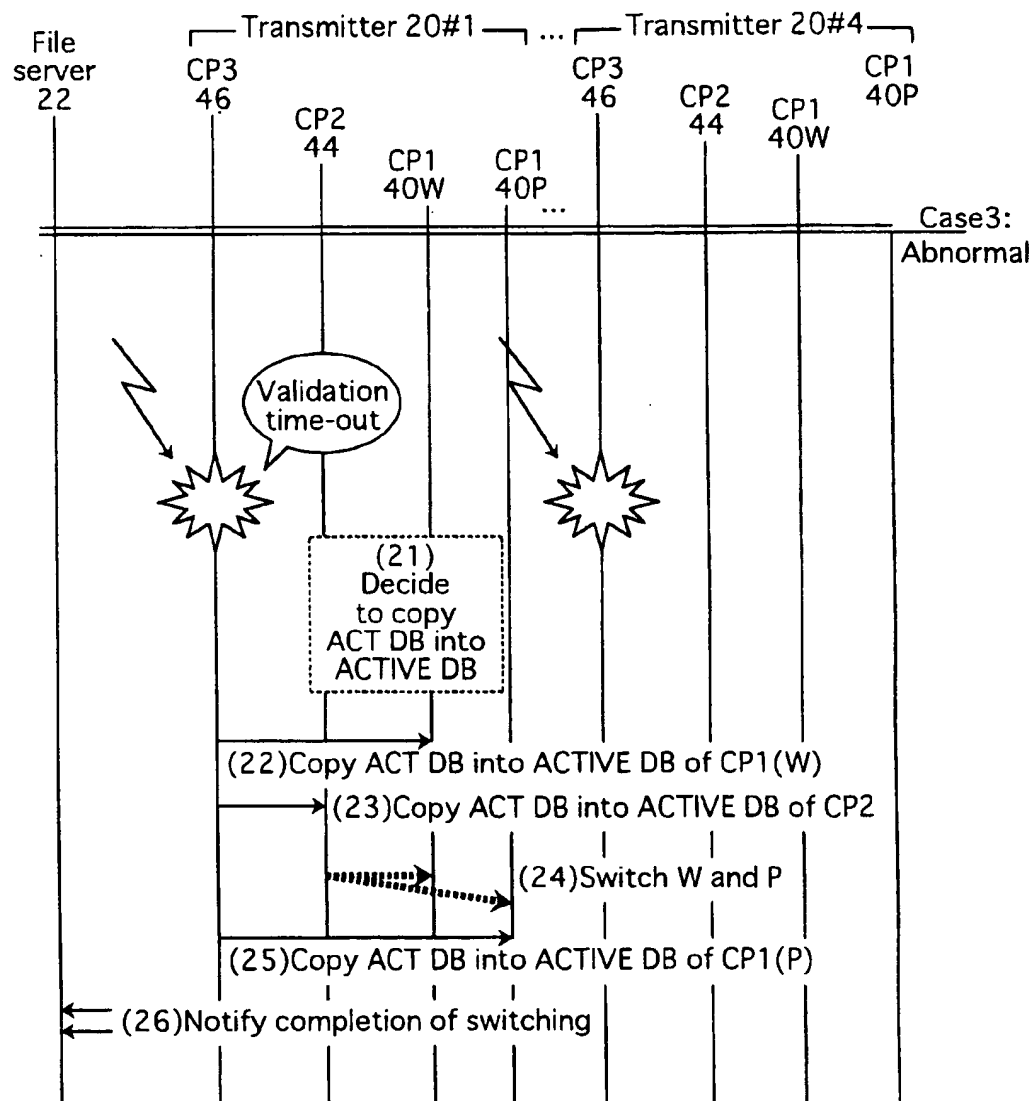 Transmitter 20#1 ... Transmitter 20#4
File
server
22
CP3
46
CP2
44
CP1
40W
CP1
40P
...
CP3
46
CP2
44
CP1
40W
CP1
40P
Case3:
Abnormal
Validation
time-out
(21)
Decide
to copy
ACT DB into
ACTIVE DB
(22)Copy ACT DB into ACTIVE DB of CP1(W)
(23)Copy ACT DB into ACTIVE DB of CP2
(24)Switch W and P
(25)Copy ACT DB into ACTIVE DB of CP1(P)
(26)Notify completion of switching